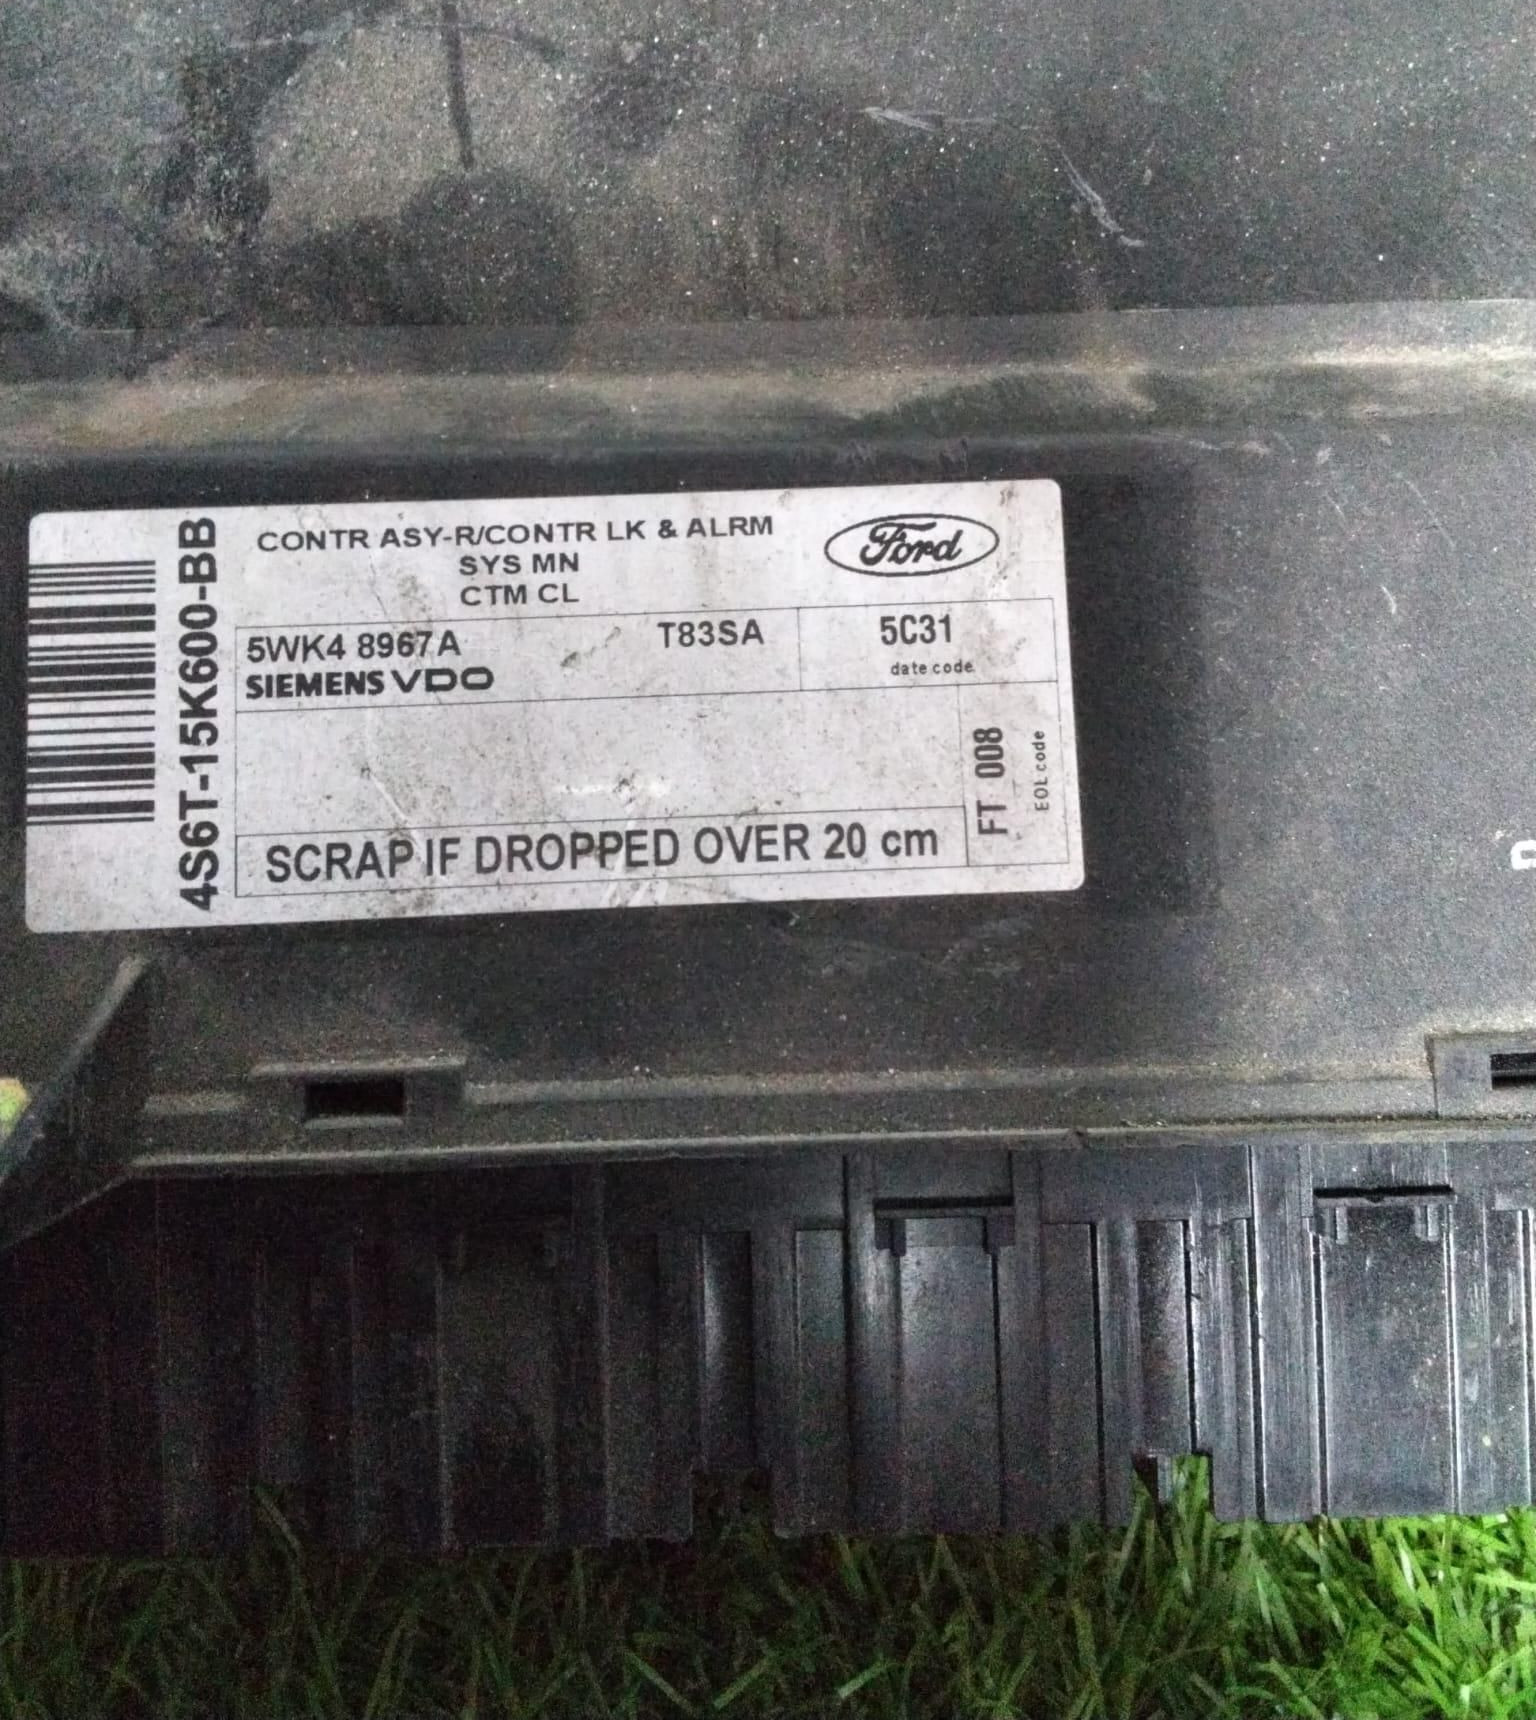 4S6T-15K600-BB
CONTR ASY-R/CONTR LK & ALRM
SYS MN
CTM CL
Ford
5WK4 8967A
T83SA
5C31
date code
SIEMENS VDO
FT 008
EOL code
SCRAP IF DROPPED OVER 20 cm